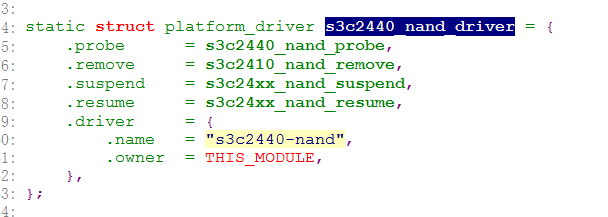 3:
4: static struct platform_driver s3c2440_nand_driver = {
5:     .probe      = s3c2440_nand_probe,
6:     .remove     = s3c2410_nand_remove,
7:     .suspend    = s3c24xx_nand_suspend,
8:     .resume     = s3c24xx_nand_resume,
9:     .driver     = {
0:         .name   = "s3c2440-nand",
1:         .owner  = THIS_MODULE,
2:     },
3: };
4: